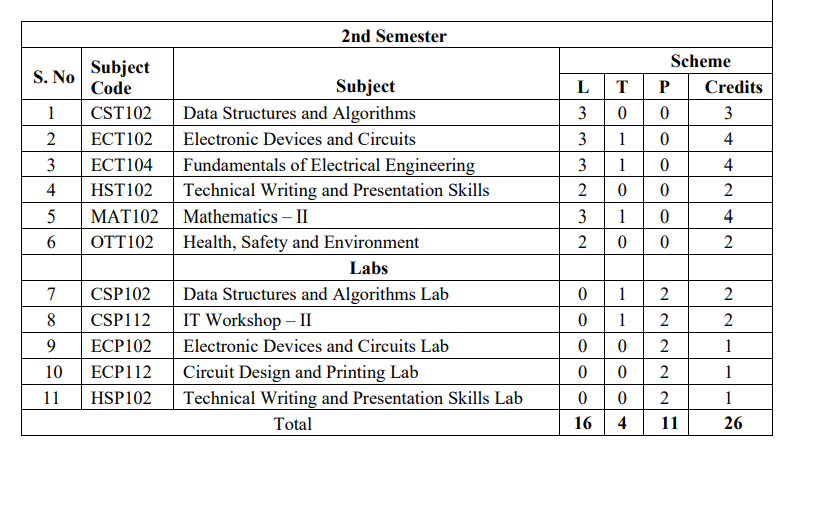 2nd Semester
S. No Subject Code Subject Scheme
L T P Credits
1 CST102 Data Structures and Algorithms 3 0 0 3
2 ECT102 Electronic Devices and Circuits 3 1 0 4
3 ECT104 Fundamentals of Electrical Engineering 3 1 0 4
4 HST102 Technical Writing and Presentation Skills 2 0 0 2
5 MAT102 Mathematics – II 3 1 0 4
6 OTT102 Health, Safety and Environment 2 0 0 2
Labs
7 CSP102 Data Structures and Algorithms Lab 0 1 2 2
8 CSP112 IT Workshop – II 0 1 2 2
9 ECP102 Electronic Devices and Circuits Lab 0 0 2 1
10 ECP112 Circuit Design and Printing Lab 0 0 2 1
11 HSP102 Technical Writing and Presentation Skills Lab 0 0 2 1
Total 16 4 11 26